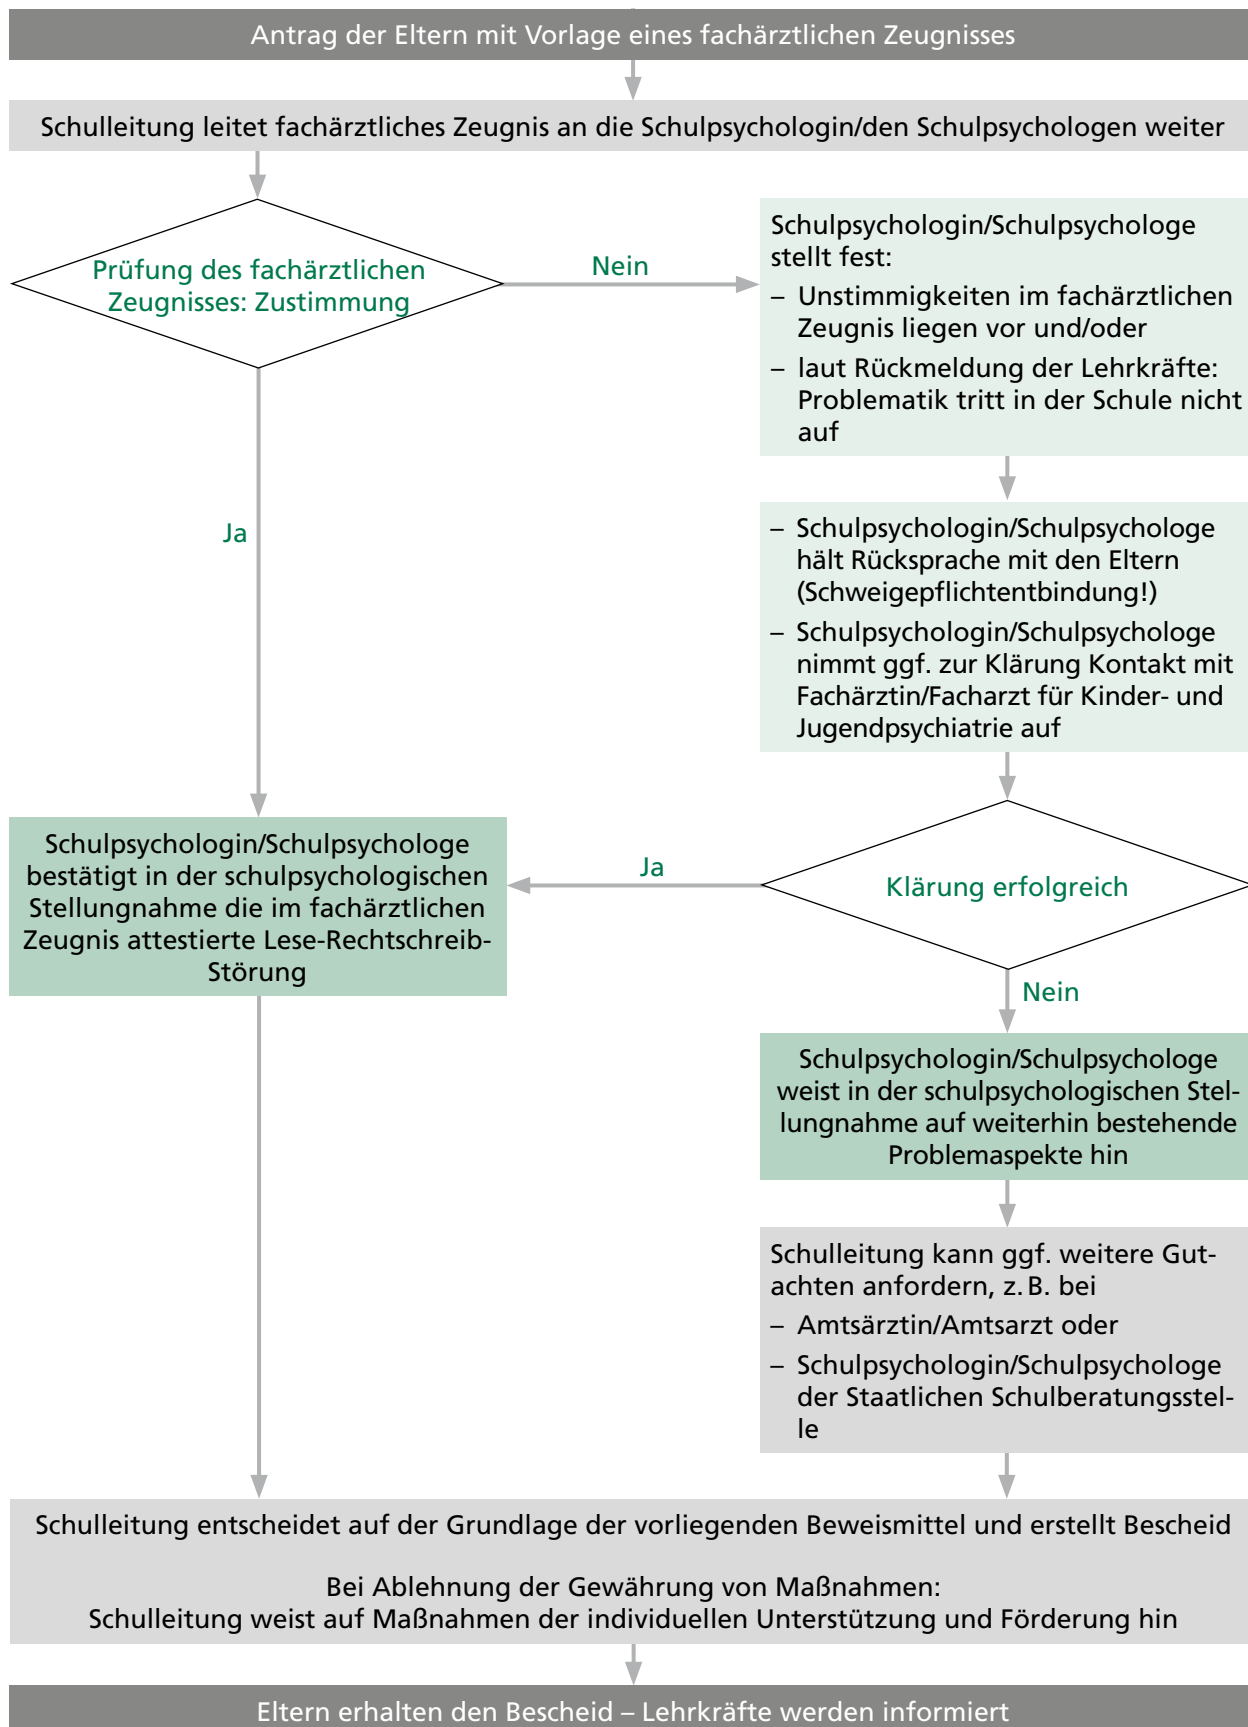 Antrag der Eltern mit Vorlage eines fachärztlichen Zeugnisses
Schulleitung leitet fachärztliches Zeugnis an die Schulpsychologin/den Schulpsychologen weiter
Prüfung des fachärztlichen
Zeugnisses: Zustimmung
Nein
Schulpsychologin/Schulpsychologe
stellt fest:
– Unstimmigkeiten im fachärztlichen
Zeugnis liegen vor und/oder
– laut Rückmeldung der Lehrkräfte:
Problematik tritt in der Schule nicht
auf
Ja
– Schulpsychologin/Schulpsychologe
hält Rücksprache mit den Eltern
(Schweigepflichtentbindung!)
– Schulpsychologin/Schulpsychologe
nimmt ggf. zur Klärung Kontakt mit
Fachärztin/Facharzt für Kinder- und
Jugendpsychiatrie auf
Schulpsychologin/Schulpsychologe
bestätigt in der schulpsychologischen
Stellungnahme die im fachärztlichen
Zeugnis attestierte Lese-Rechtschreib-
Störung
Ja
Klärung erfolgreich
Nein
Schulpsychologin/Schulpsychologe
weist in der schulpsychologischen Stel-
lungnahme auf weiterhin bestehende
Problemaspekte hin
Schulleitung kann ggf. weitere Gut-
achten anfordern, z. B. bei
– Amtsärztin/Amtsarzt oder
– Schulpsychologin/Schulpsychologe
der Staatlichen Schulberatungsstel-
le
Schulleitung entscheidet auf der Grundlage der vorliegenden Beweismittel und erstellt Bescheid
Bei Ablehnung der Gewährung von Maßnahmen:
Schulleitung weist auf Maßnahmen der individuellen Unterstützung und Förderung hin
Eltern erhalten den Bescheid – Lehrkräfte werden informiert